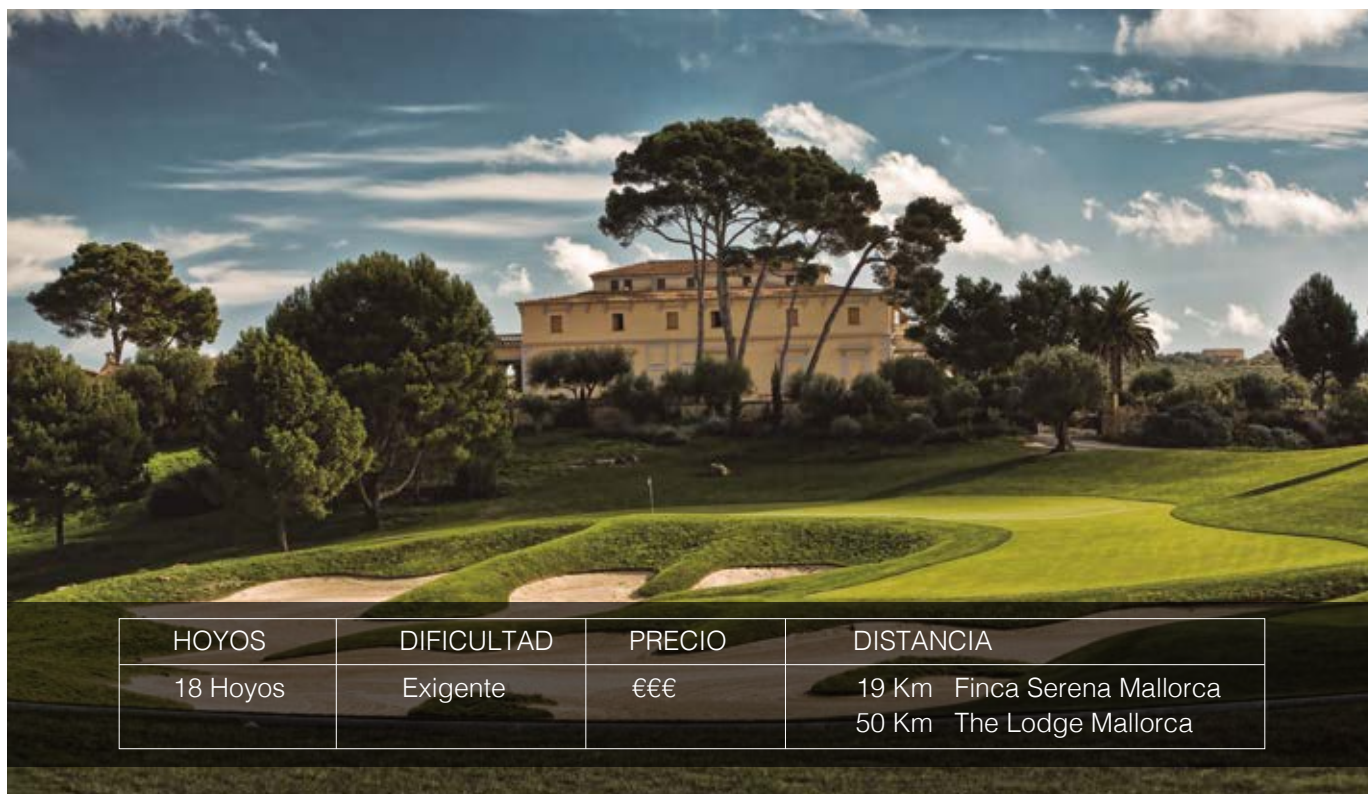 HOYOS DIFICULTAD PRECIO DISTANCIA
18 Hoyos Exigente €€€ 19 Km Finca Serena Mallorca
50 Km The Lodge Mallorca